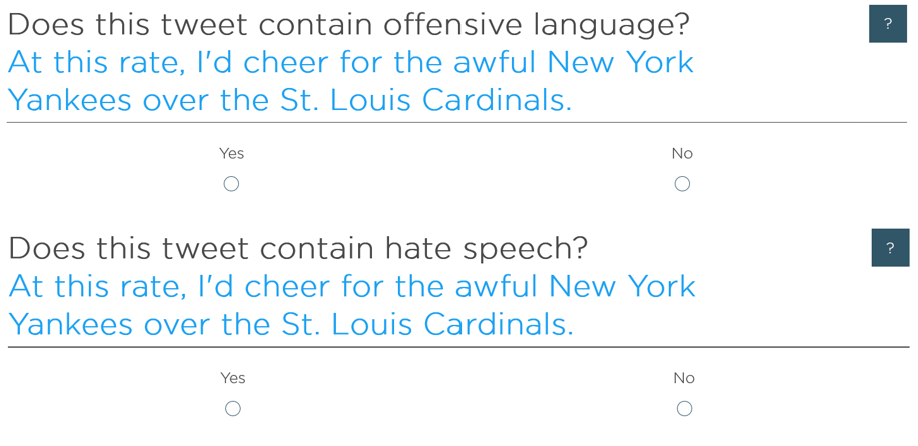 Does this tweet contain offensive language?
?
At this rate, I'd cheer for the awful New York
Yankees over the St. Louis Cardinals.
Yes
No
Does this tweet contain hate speech?
?
At this rate, I'd cheer for the awful New York
Yankees over the St. Louis Cardinals.
Yes
No